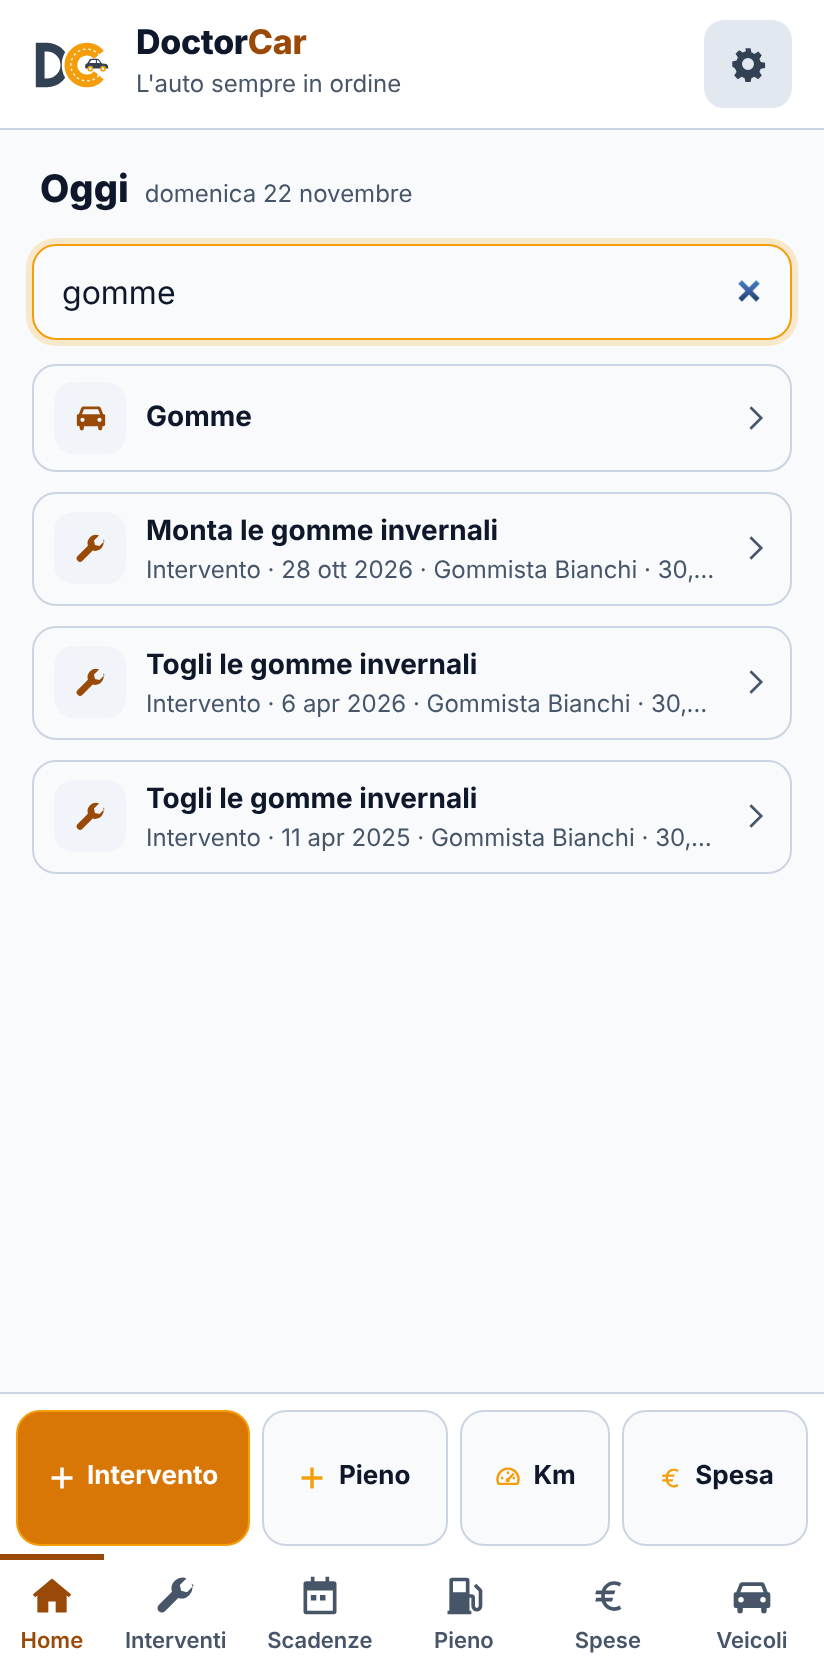 DoctorCar
L'auto sempre in ordine
Oggi domenica 22 novembre
gomme
Gomme
Monta le gomme invernali
Intervento · 28 ott 2026 · Gommista Bianchi · 30,...
Togli le gomme invernali
Intervento · 6 apr 2026 · Gommista Bianchi · 30,...
Togli le gomme invernali
Intervento · 11 apr 2025 · Gommista Bianchi · 30,...
+ Intervento + Pieno Km € Spesa
Home Interventi Scadenze Pieno Spese Veicoli